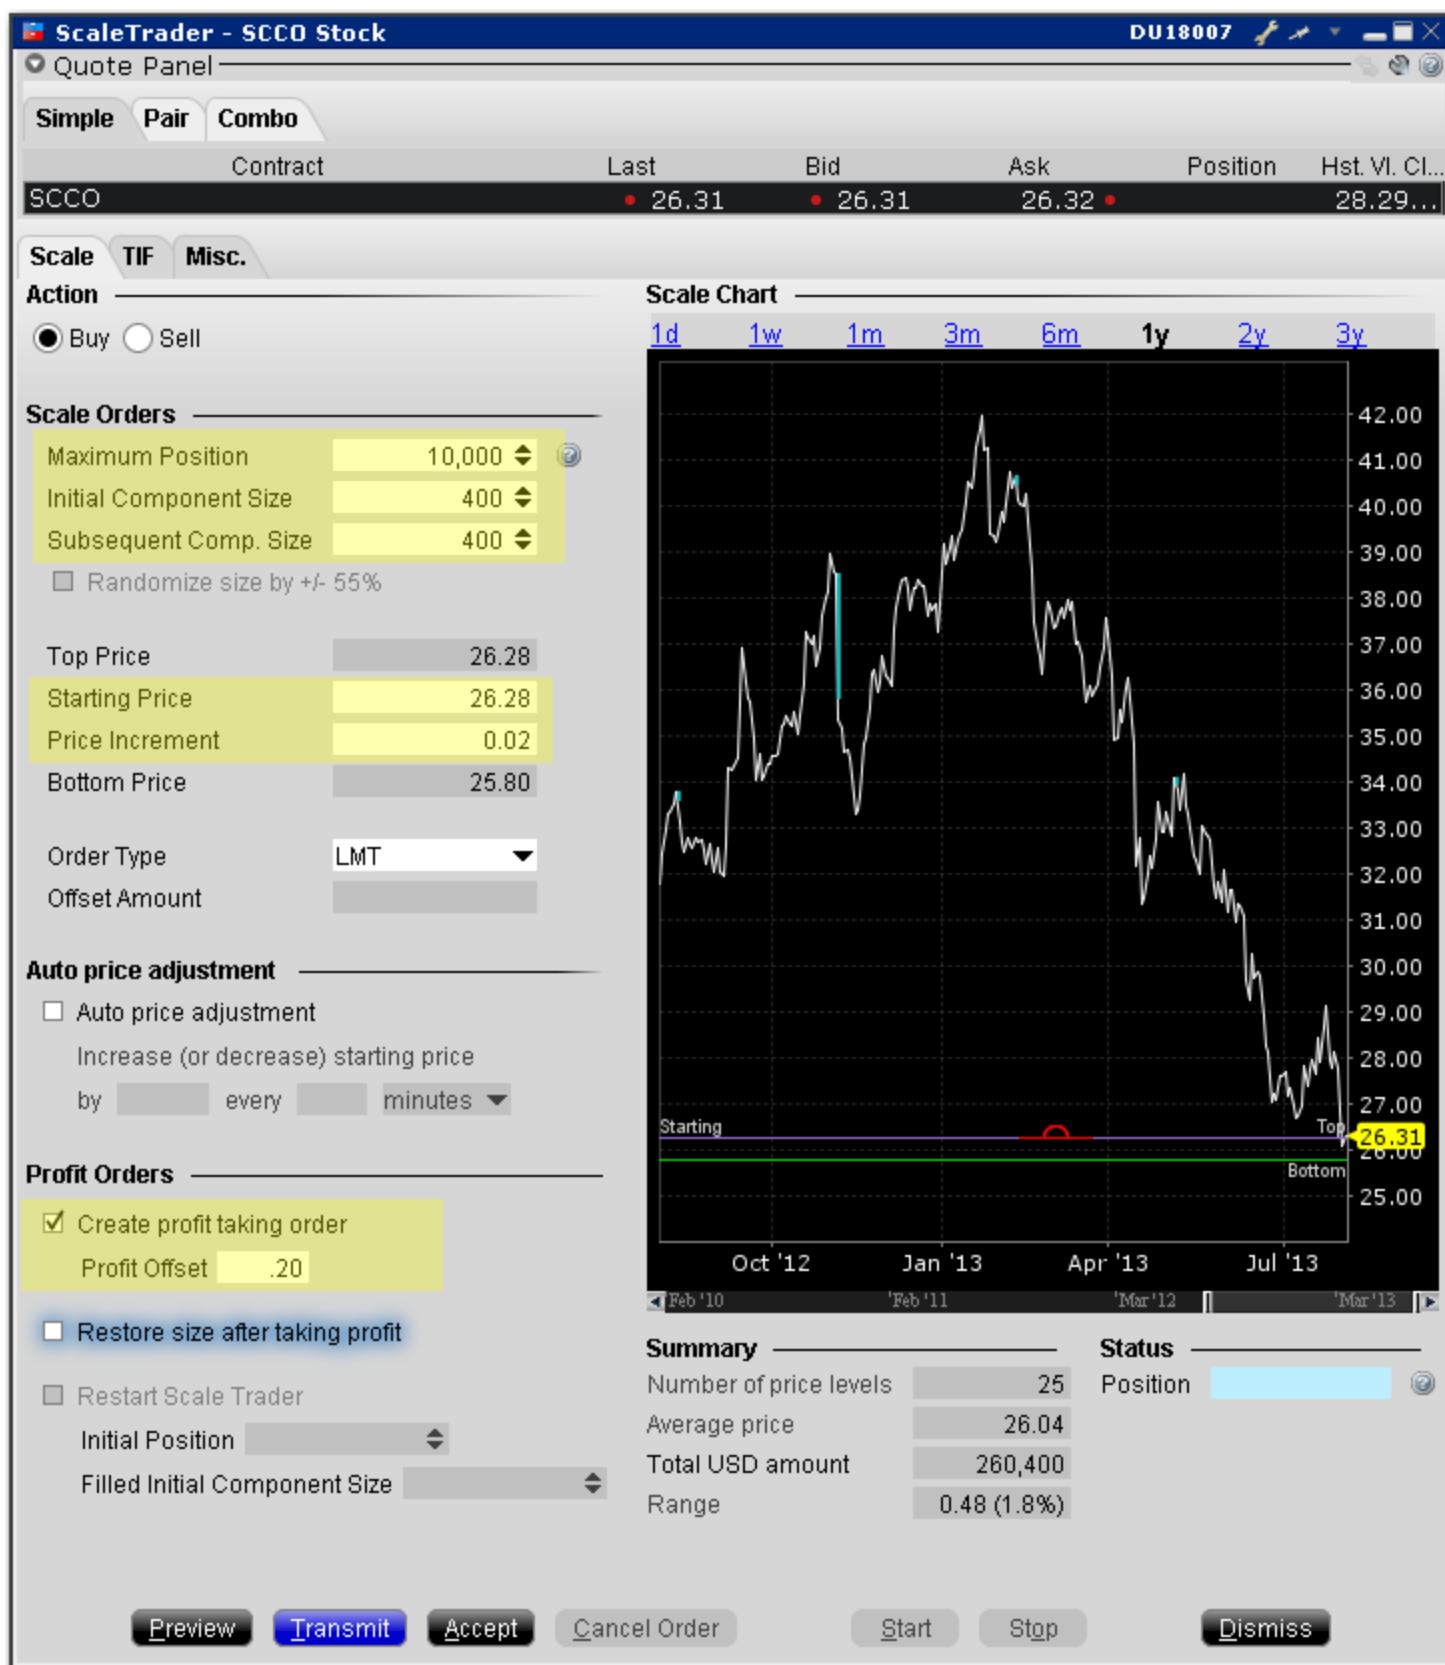 ScaleTrader - SCCO Stock DU18007
Quote Panel
Simple Pair Combo
Contract Last Bid Ask Position Hst. Vl. Cl...
SCCO 26.31 26.31 26.32 28.29...
Scale TIF Misc.
Action
Buy Sell
Scale Orders
Maximum Position 10,000
Initial Component Size 400
Subsequent Comp. Size 400
Randomize size by +/- 55%
Top Price 26.28
Starting Price 26.28
Price Increment 0.02
Bottom Price 25.80
Order Type LMT
Offset Amount
Auto price adjustment
Auto price adjustment
Increase (or decrease) starting price
by every minutes
Profit Orders
Create profit taking order
Profit Offset .20
Restore size after taking profit
Restart Scale Trader
Initial Position
Filled Initial Component Size
Scale Chart
1d 1w 1m 3m 6m 1y 2y 3y
42.00
41.00
40.00
39.00
38.00
37.00
36.00
35.00
34.00
33.00
32.00
31.00
30.00
29.00
28.00
27.00
Starting Top 26.31
26.00
Bottom
25.00
Oct '12 Jan '13 Apr '13 Jul '13
Feb '10 'Feb '11 'Mar '12 'Mar '13
Summary
Number of price levels 25
Average price 26.04
Total USD amount 260,400
Range 0.48 (1.8%)
Status
Position
Preview Transmit Accept Cancel Order Start Stop Dismiss